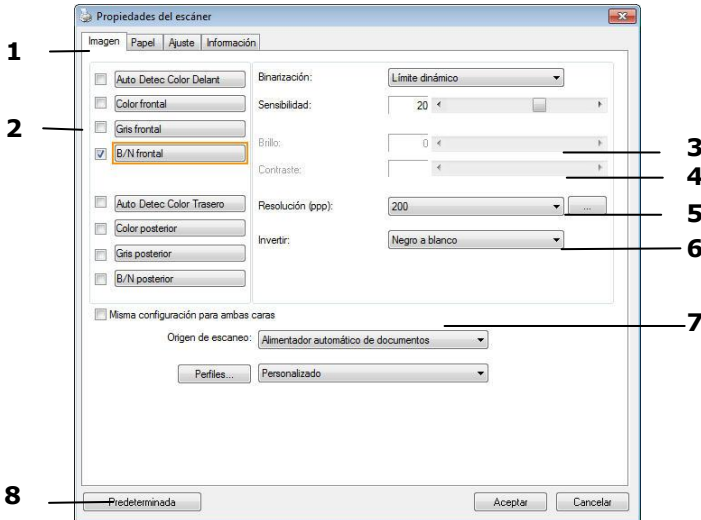 Propiedades del escáner
Imagen Papel Ajuste Información
1
Auto Detec Color Delant Binarización: Límite dinámico
Color frontal Sensibilidad: 20
2 Gris frontal
B/N frontal Brillo: 0 3
Contraste: 4
Auto Detec Color Trasero Resolución (ppp): 200 ... 5
Color posterior Invertir: Negro a blanco 6
Gris posterior
B/N posterior
Misma configuración para ambas caras 7
Origen de escaneo: Alimentador automático de documentos
Perfiles... Personalizado
8 Predeterminada Aceptar Cancelar